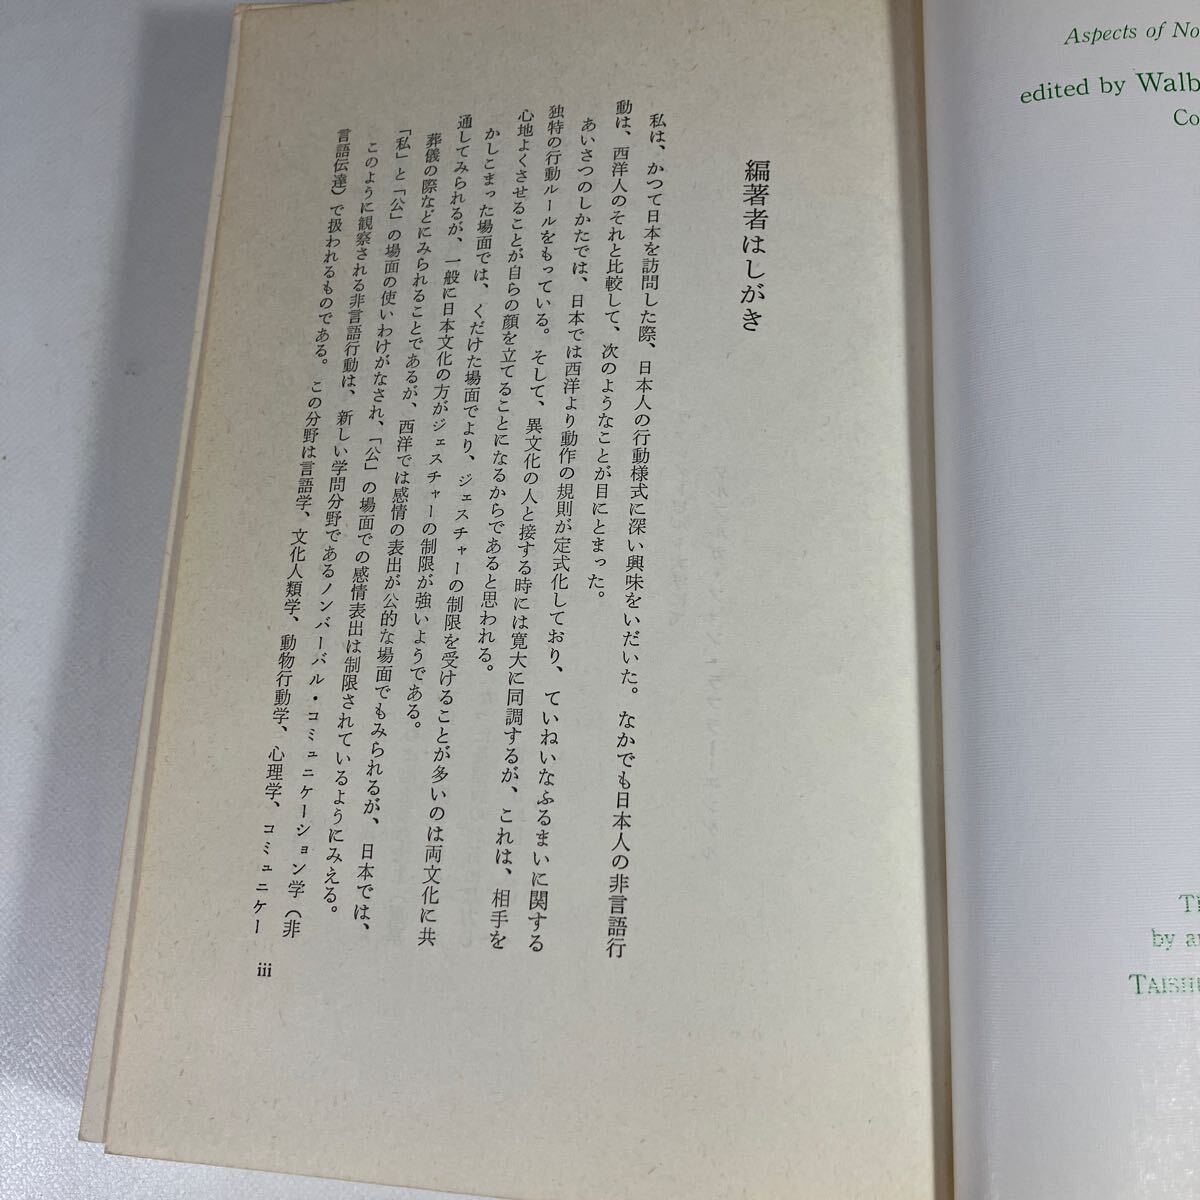 Aspects of No
edited by Walb
Co
Th
by a
TAISH
編著者はしがき
私は、かつて日本を訪問した際、日本人の行動様式に深い興味をいだいた。なかでも日本人の非言語行
動は、西洋人のそれと比較して、次のようなことが目にとまった。
あいさつのしかたでは、日本では西洋より動作の規則が定式化しており、ていねいなふるまいに関する
独特の行動ルールをもっている。そして、異文化の人と接する時には寛大に同調するが、これは、相手を
心地よくさせることが自らの顔を立てることになるからであると思われる。
かしこまった場面では、くだけた場面でより、ジェスチャーの制限を受けることが多いのは両文化に共
通してみられるが、一般に日本文化の方がジェスチャーの制限が強いようである。
葬儀の際などにみられることであるが、西洋では感情の表出が公的な場面でもみられるが、日本では、
「私」と「公」の場面の使いわけがなされ、「公」の場面での感情表出は制限されているようにみえる。
このように観察される非言語行動は、新しい学問分野であるノンバーバル・コミュニケーション学（非
言語伝達）で扱われるものである。この分野は言語学、文化人類学、動物行動学、心理学、コミュニケー
iii